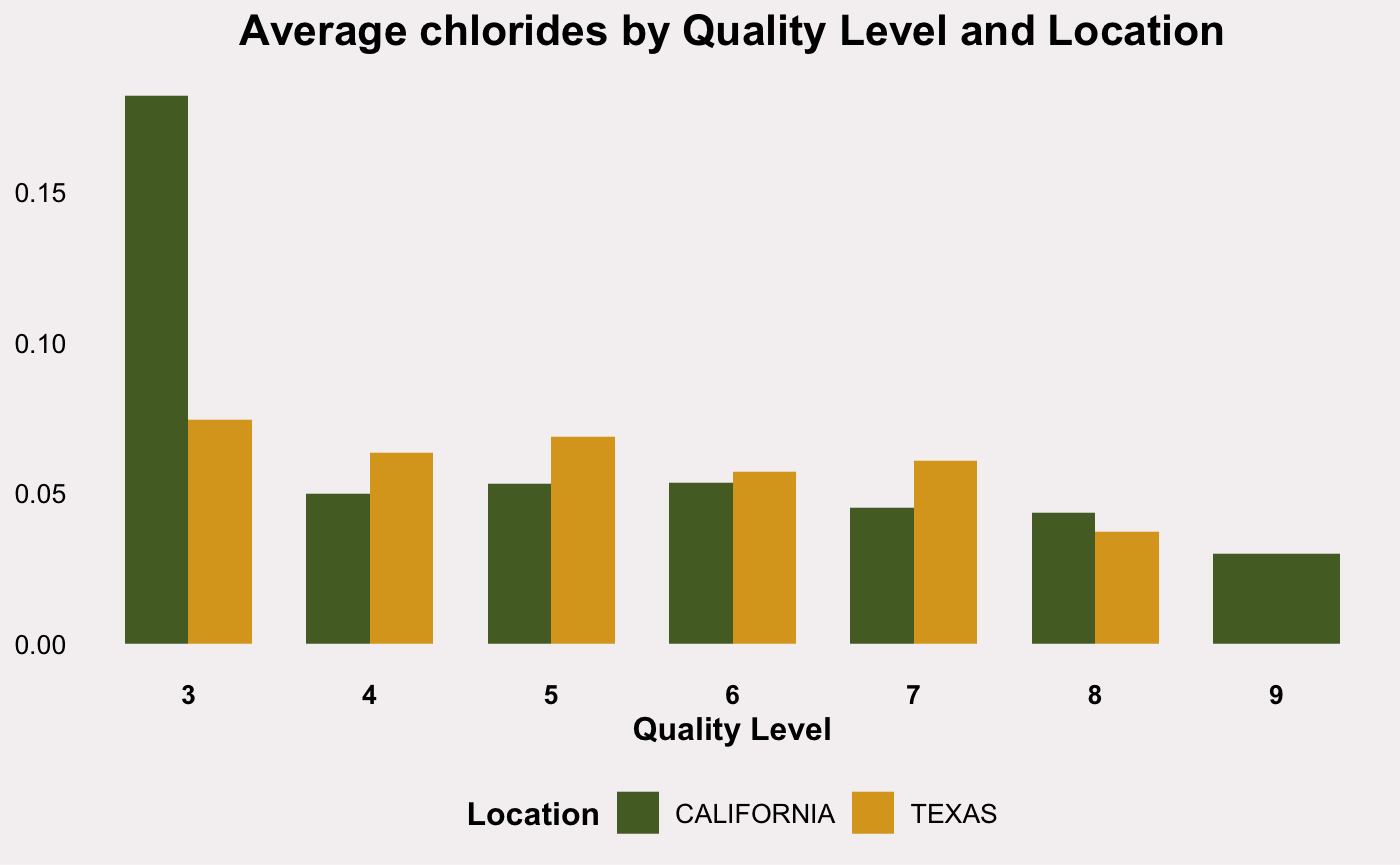 Average chlorides by Quality Level and Location
0.15
0.10
0.05
0.00
3 4 5 6 7 8 9
Quality Level
Location CALIFORNIA TEXAS